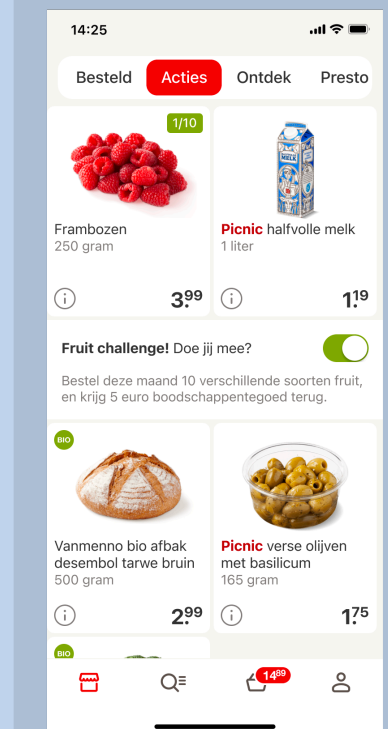 14:25
Besteld Acties Ontdek Presto
1/10
MELK
Frambozen
250 gram
3.99
Picnic halfvolle melk
1 liter
1.19
Fruit challenge! Doe jij mee?
Bestel deze maand 10 verschillende soorten fruit,
en krijg 5 euro boodschappentegoed terug.
BIO
Vanmenno bio afbak
desembol tarwe bruin
500 gram
2.99
Picnic verse olijven
met basilicum
165 gram
1.75
BIO
14.89